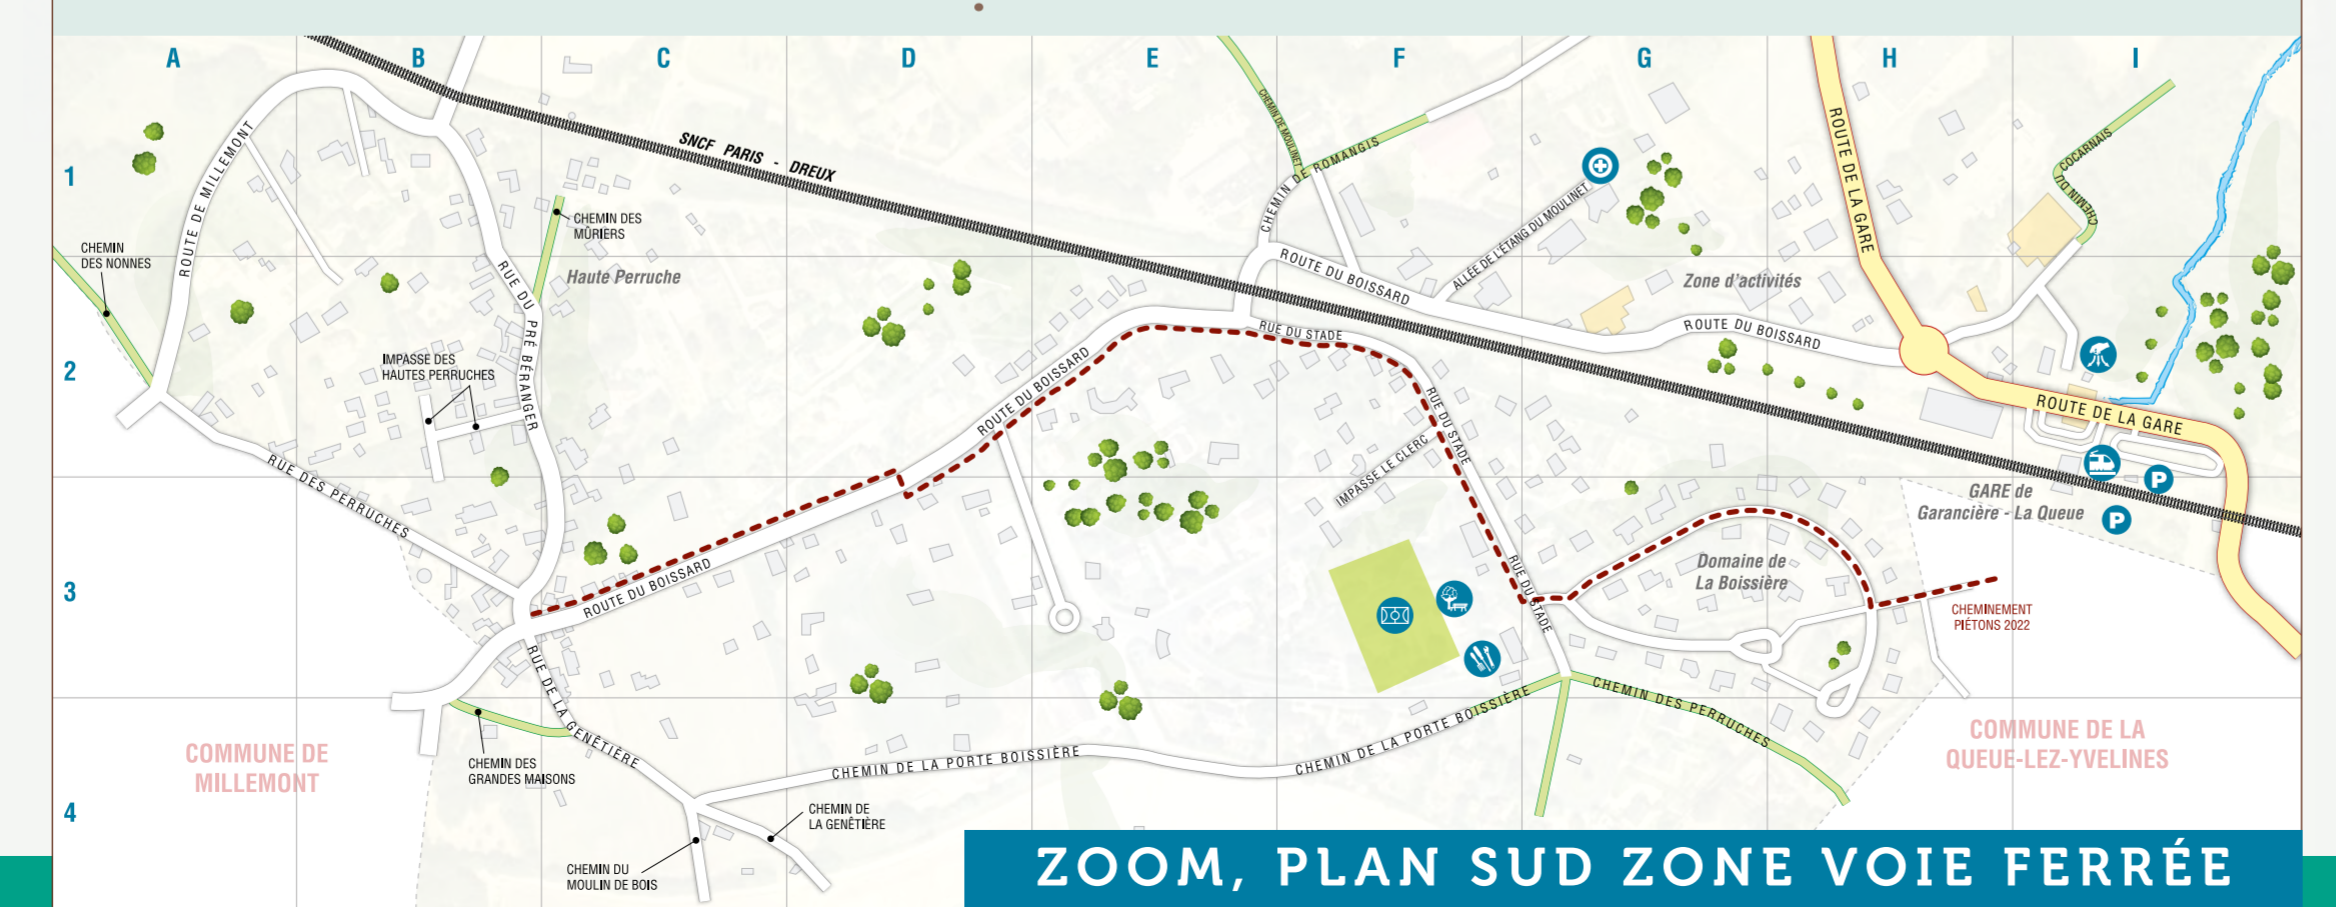 A B C D E F G H I
1
2
3
4
SNCF PARIS - DREUX
ROUTE DE MILLEMONT
CHEMIN
DES NONNES
CHEMIN DES
MÛRIERS
Haute Perruche
RUE DU PRÉ BÉRANGER
IMPASSE DES
HAUTES PERRUCHES
RUE DES PERRUCHES
ROUTE DU BOISSARD
ROUTE DU BOISSARD
CHEMIN DE MOULINET
CHEMIN DE ROMANGIS
ROUTE DU BOISSARD
ALLÉE DE L'ÉTANG DU MOULINET
Zone d'activités
ROUTE DU BOISSARD
ROUTE DE LA GARE
CHEMIN DU COCARNAIS
ROUTE DE LA GARE
RUE DU STADE
RUE DU STADE
IMPASSE LE CLERC
RUE DU STADE
P
P
GARE de
Garancière - La Queue
Domaine de
La Boissière
CHEMINEMENT
PIÉTONS 2022
RUE DE LA GENÊTIÈRE
CHEMIN DES
GRANDES MAISONS
CHEMIN DE LA PORTE BOISSIÈRE
CHEMIN DE LA PORTE BOISSIÈRE
CHEMIN DES PERRUCHES
COMMUNE DE
MILLEMONT
COMMUNE DE LA
QUEUE-LEZ-YVELINES
CHEMIN DE
LA GENÊTIÈRE
CHEMIN DU
MOULIN DE BOIS
ZOOM, PLAN SUD ZONE VOIE FERRÉE